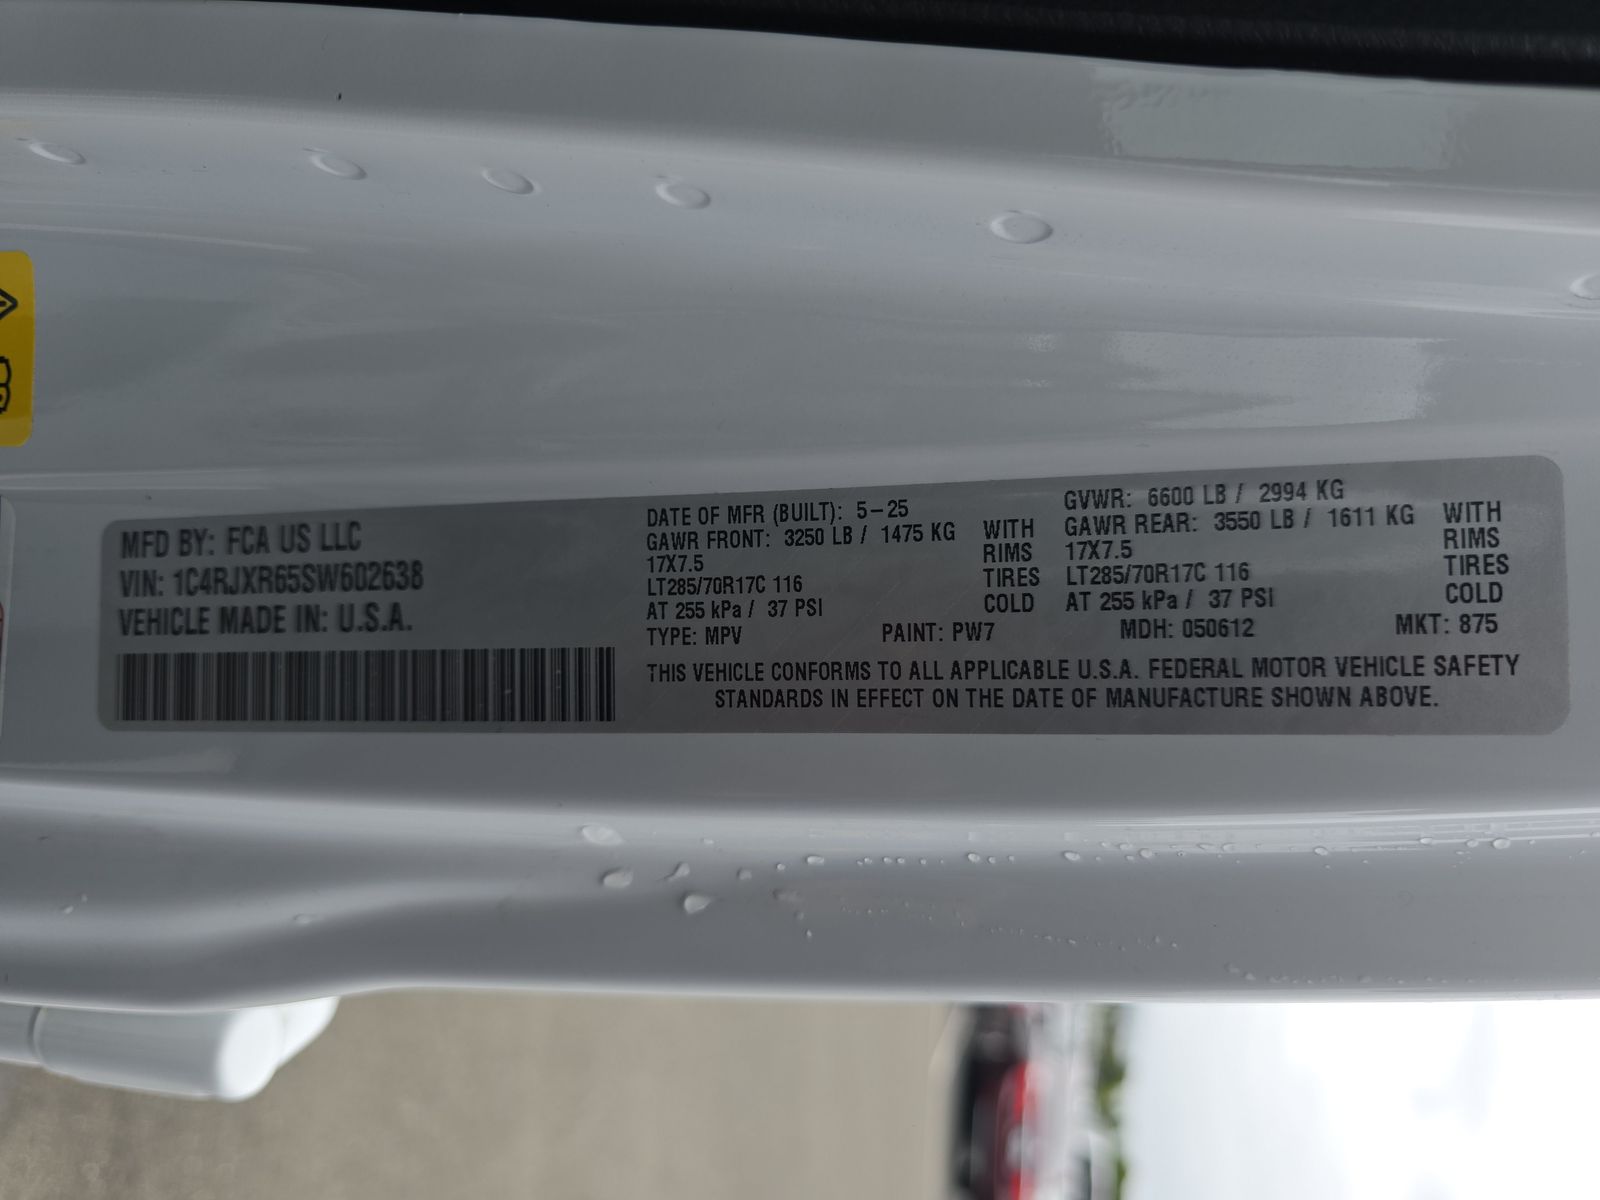 MFD BY: FCA US LLC
VIN: 1C4RJXR65SW602638
VEHICLE MADE IN: U.S.A.
DATE OF MFR (BUILT): 5-25
GAWR FRONT: 3250 LB / 1475 KG WITH
17X7.5 RIMS
LT285/70R17C 116 TIRES
AT 255 kPa / 37 PSI COLD
GVWR: 6600 LB / 2994 KG
GAWR REAR: 3550 LB / 1611 KG WITH
17X7.5 RIMS
LT285/70R17C 116 TIRES
AT 255 kPa / 37 PSI COLD
TYPE: MPV PAINT: PW7 MDH: 050612 MKT: 875
THIS VEHICLE CONFORMS TO ALL APPLICABLE U.S.A. FEDERAL MOTOR VEHICLE SAFETY
STANDARDS IN EFFECT ON THE DATE OF MANUFACTURE SHOWN ABOVE.